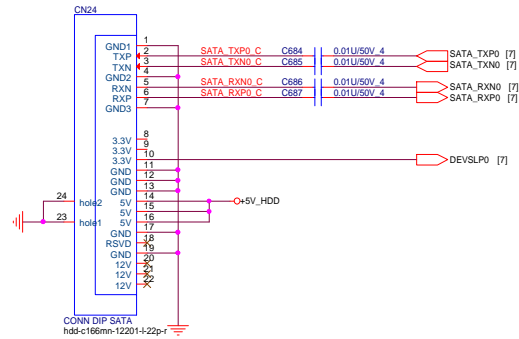 CN24
GND1 1
TXP 2 SATA_TXP0_C C684 0.01U/50V_4 SATA_TXP0 [7]
TXN 3 SATA_TXN0_C C685 0.01U/50V_4 SATA_TXN0 [7]
GND2 4
RXN 5 SATA_RXN0_C C686 0.01U/50V_4 SATA_RXN0 [7]
RXP 6 SATA_RXP0_C C687 0.01U/50V_4 SATA_RXP0 [7]
GND3 7
3.3V 8
3.3V 9
3.3V 10 DEVSLP0 [7]
GND 11
GND 12
GND 13
24 hole2 5V 14 +5V_HDD
5V 15
23 hole1 5V 16
GND 17
RSVD 18
GND 19
12V 20
12V 21
12V 22
CONN DIP SATA
hdd-c166mn-12201-l-22p-r